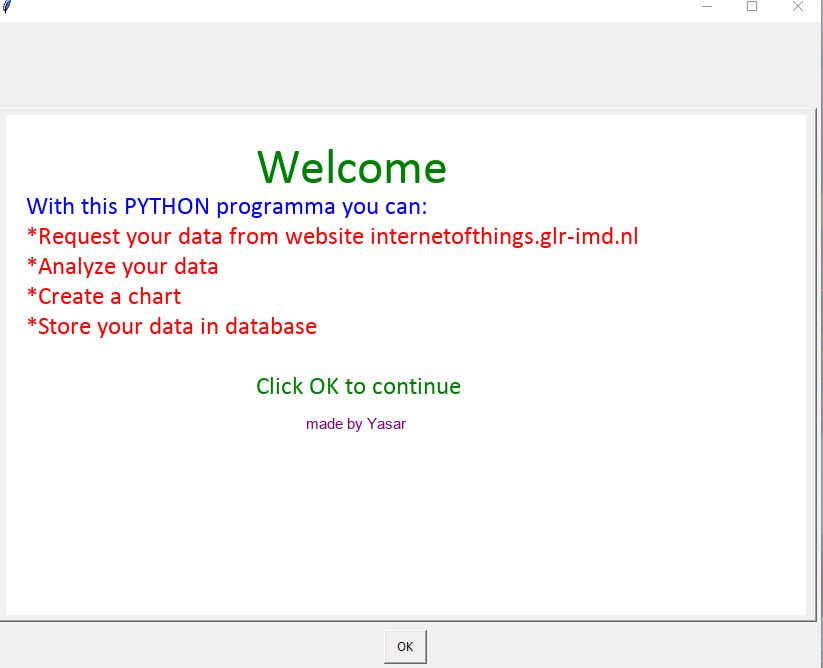 Welcome
With this PYTHON programma you can:
*Request your data from website internetofthings.glr-imd.nl
*Analyze your data
*Create a chart
*Store your data in database
Click OK to continue
made by Yasar
OK